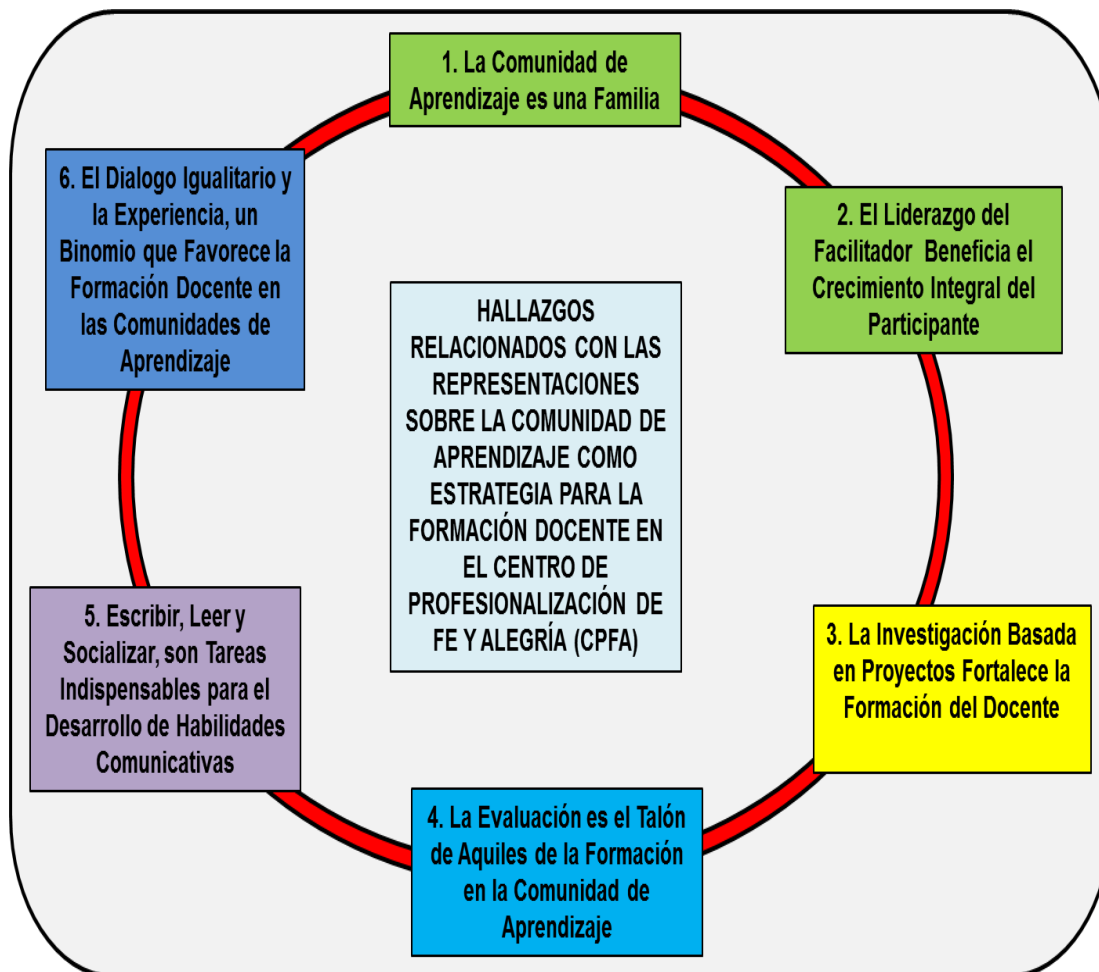 1. La Comunidad de
Aprendizaje es una Familia
2. El Liderazgo del
Facilitador Beneficia el
Crecimiento Integral del
Participante
3. La Investigación Basada
en Proyectos Fortalece la
Formación del Docente
4. La Evaluación es el Talón
de Aquiles de la Formación
en la Comunidad de
Aprendizaje
5. Escribir, Leer y
Socializar, son Tareas
Indispensables para el
Desarrollo de Habilidades
Comunicativas
6. El Dialogo Igualitario y
la Experiencia, un
Binomio que Favorece la
Formación Docente en
las Comunidades de
Aprendizaje
HALLAZGOS
RELACIONADOS CON LAS
REPRESENTACIONES
SOBRE LA COMUNIDAD DE
APRENDIZAJE COMO
ESTRATEGIA PARA LA
FORMACIÓN DOCENTE EN
EL CENTRO DE
PROFESIONALIZACIÓN DE
FE Y ALEGRÍA (CPFA)